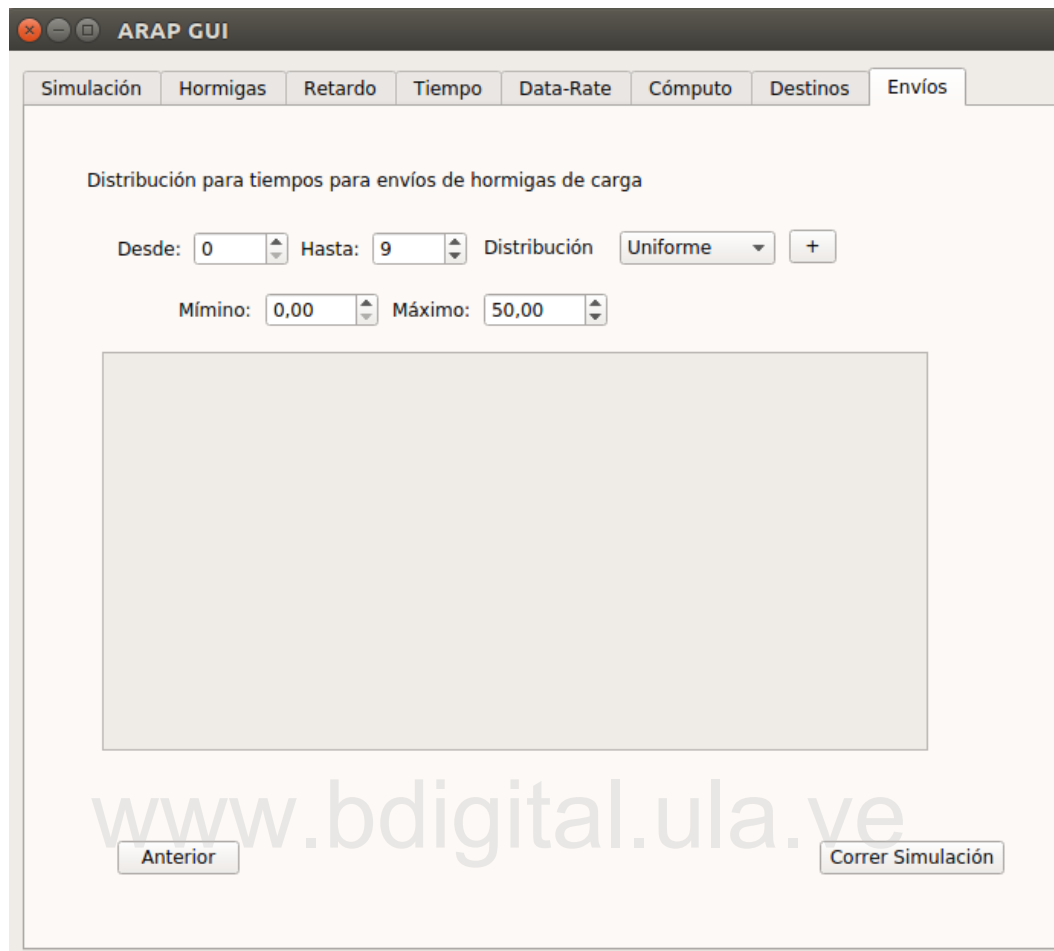 ARAP GUI
Simulación Hormigas Retardo Tiempo Data-Rate Cómputo Destinos Envíos
Distribución para tiempos para envíos de hormigas de carga
Desde: 0 Hasta: 9 Distribución Uniforme +
Mímino: 0,00 Máximo: 50,00
www.bdigital.ula.ve
Anterior Correr Simulación